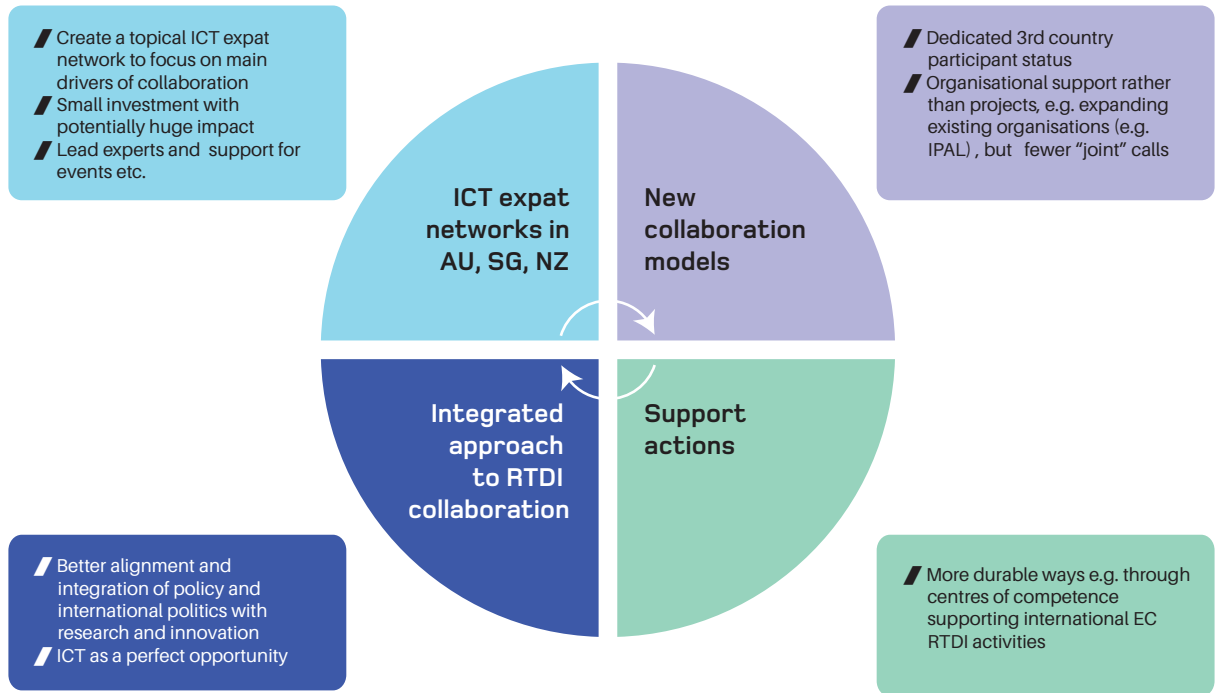 Create a topical ICT expat
network to focus on main
drivers of collaboration
Small investment with
potentially huge impact
Lead experts and support for
events etc.
Dedicated 3rd country
participant status
Organisational support rather
than projects, e.g. expanding
existing organisations (e.g.
IPAL) , but fewer “joint” calls
ICT expat
networks in
AU, SG, NZ
New
collaboration
models
Integrated
approach
to RTDI
collaboration
Support
actions
Better alignment and
integration of policy and
international politics with
research and innovation
ICT as a perfect opportunity
More durable ways e.g. through
centres of competence
supporting international EC
RTDI activities